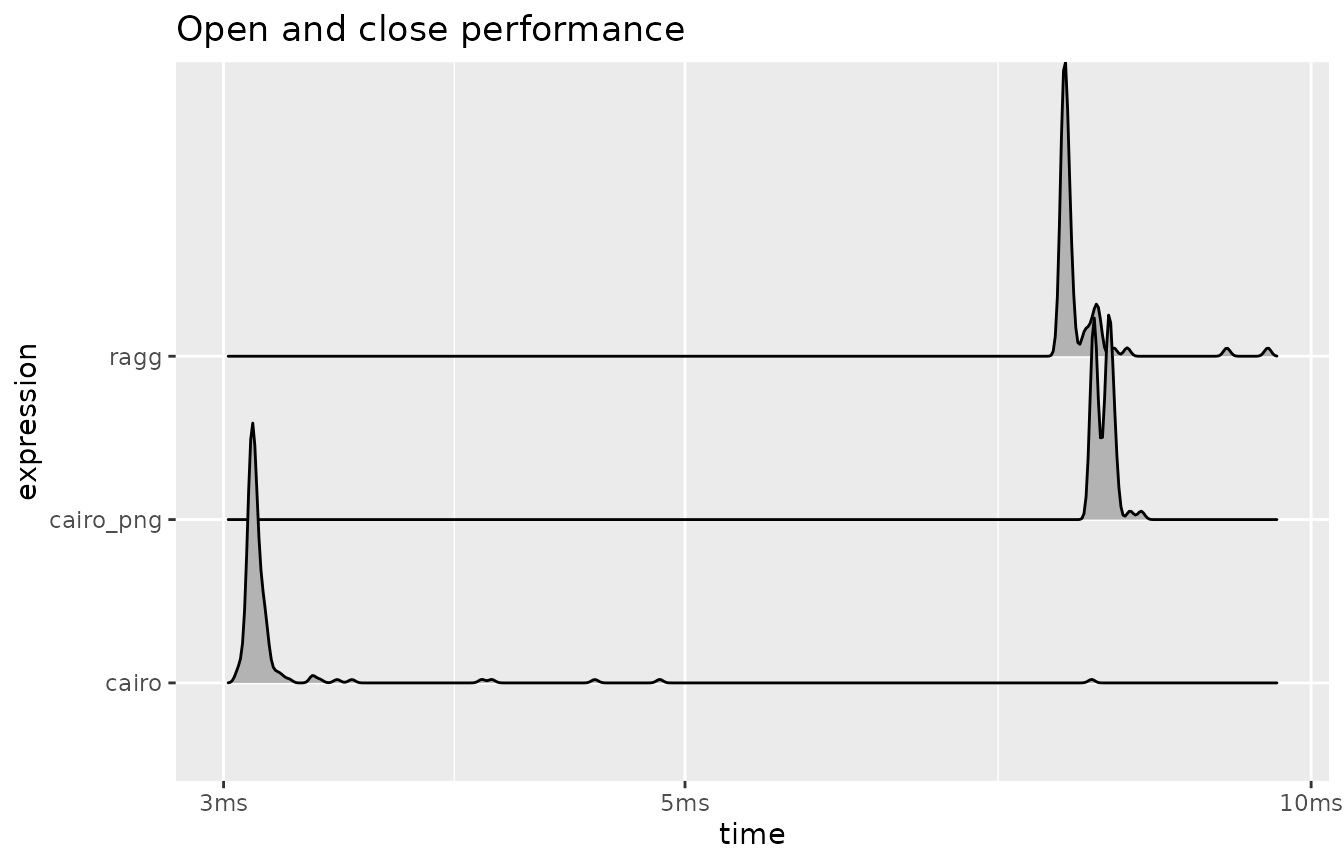 Open and close performance
expression
ragg
cairo_png
cairo
3ms
5ms
10ms
time